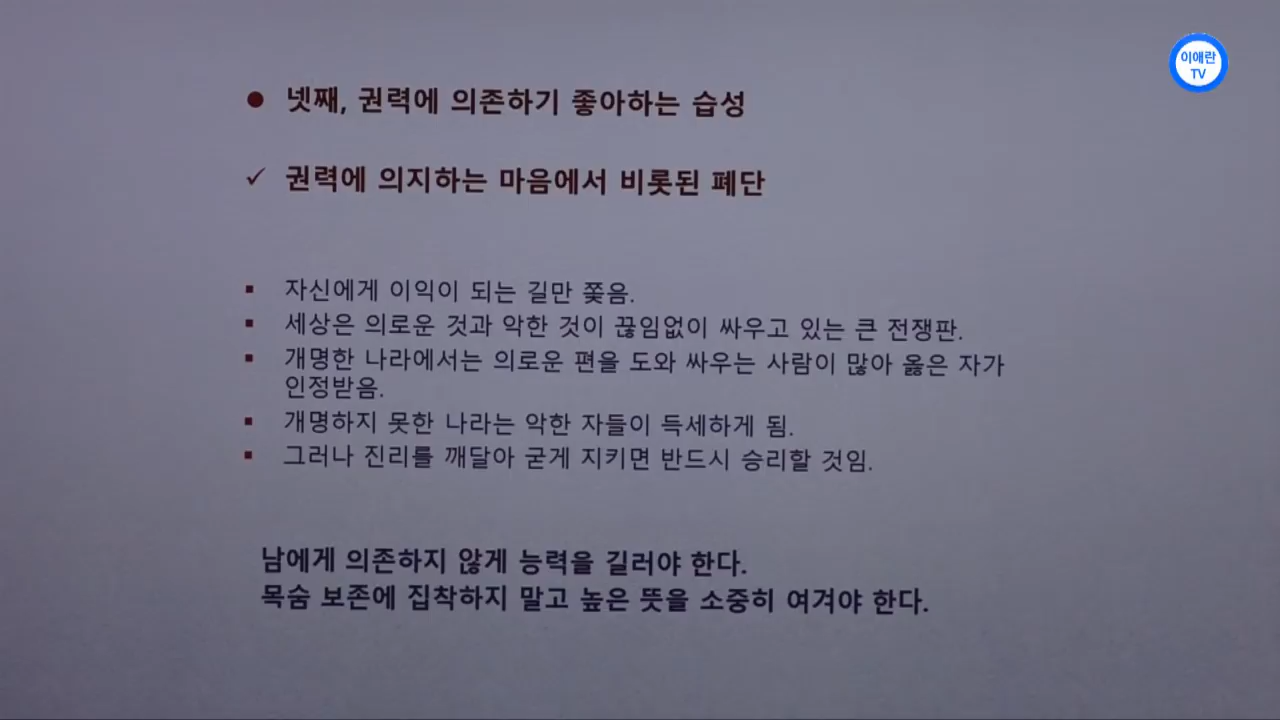 이애란
TV
넷째, 권력에 의존하기 좋아하는 습성
권력에 의지하는 마음에서 비롯된 폐단
자신에게 이익이 되는 길만 쫓음.
세상은 의로운 것과 악한 것이 끊임없이 싸우고 있는 큰 전쟁판.
개명한 나라에서는 의로운 편을 도와 싸우는 사람이 많아 옳은 자가
인정받음.
개명하지 못한 나라는 악한 자들이 득세하게 됨.
그러나 진리를 깨달아 굳게 지키면 반드시 승리할 것임.
남에게 의존하지 않게 능력을 길러야 한다.
목숨 보존에 집착하지 말고 높은 뜻을 소중히 여겨야 한다.